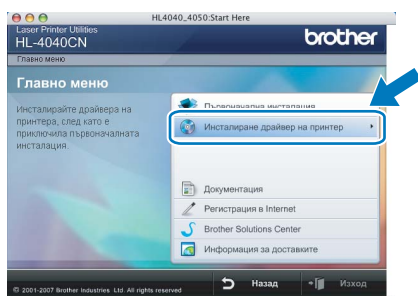 HL4040_4050:Start Here
Laser Printer Utilities
HL-4040CN
brother
Главно меню
Главно меню
Инсталирайте драйвера на
принтера, след като е
приключила първоначалната
инсталация.
Първоначална инсталация
Инсталиране драйвер на принтер
Документация
Регистрация в Internet
Brother Solutions Center
Информация за доставките
© 2001-2007 Brother Industries Ltd. All rights reserved
Назад
Изход